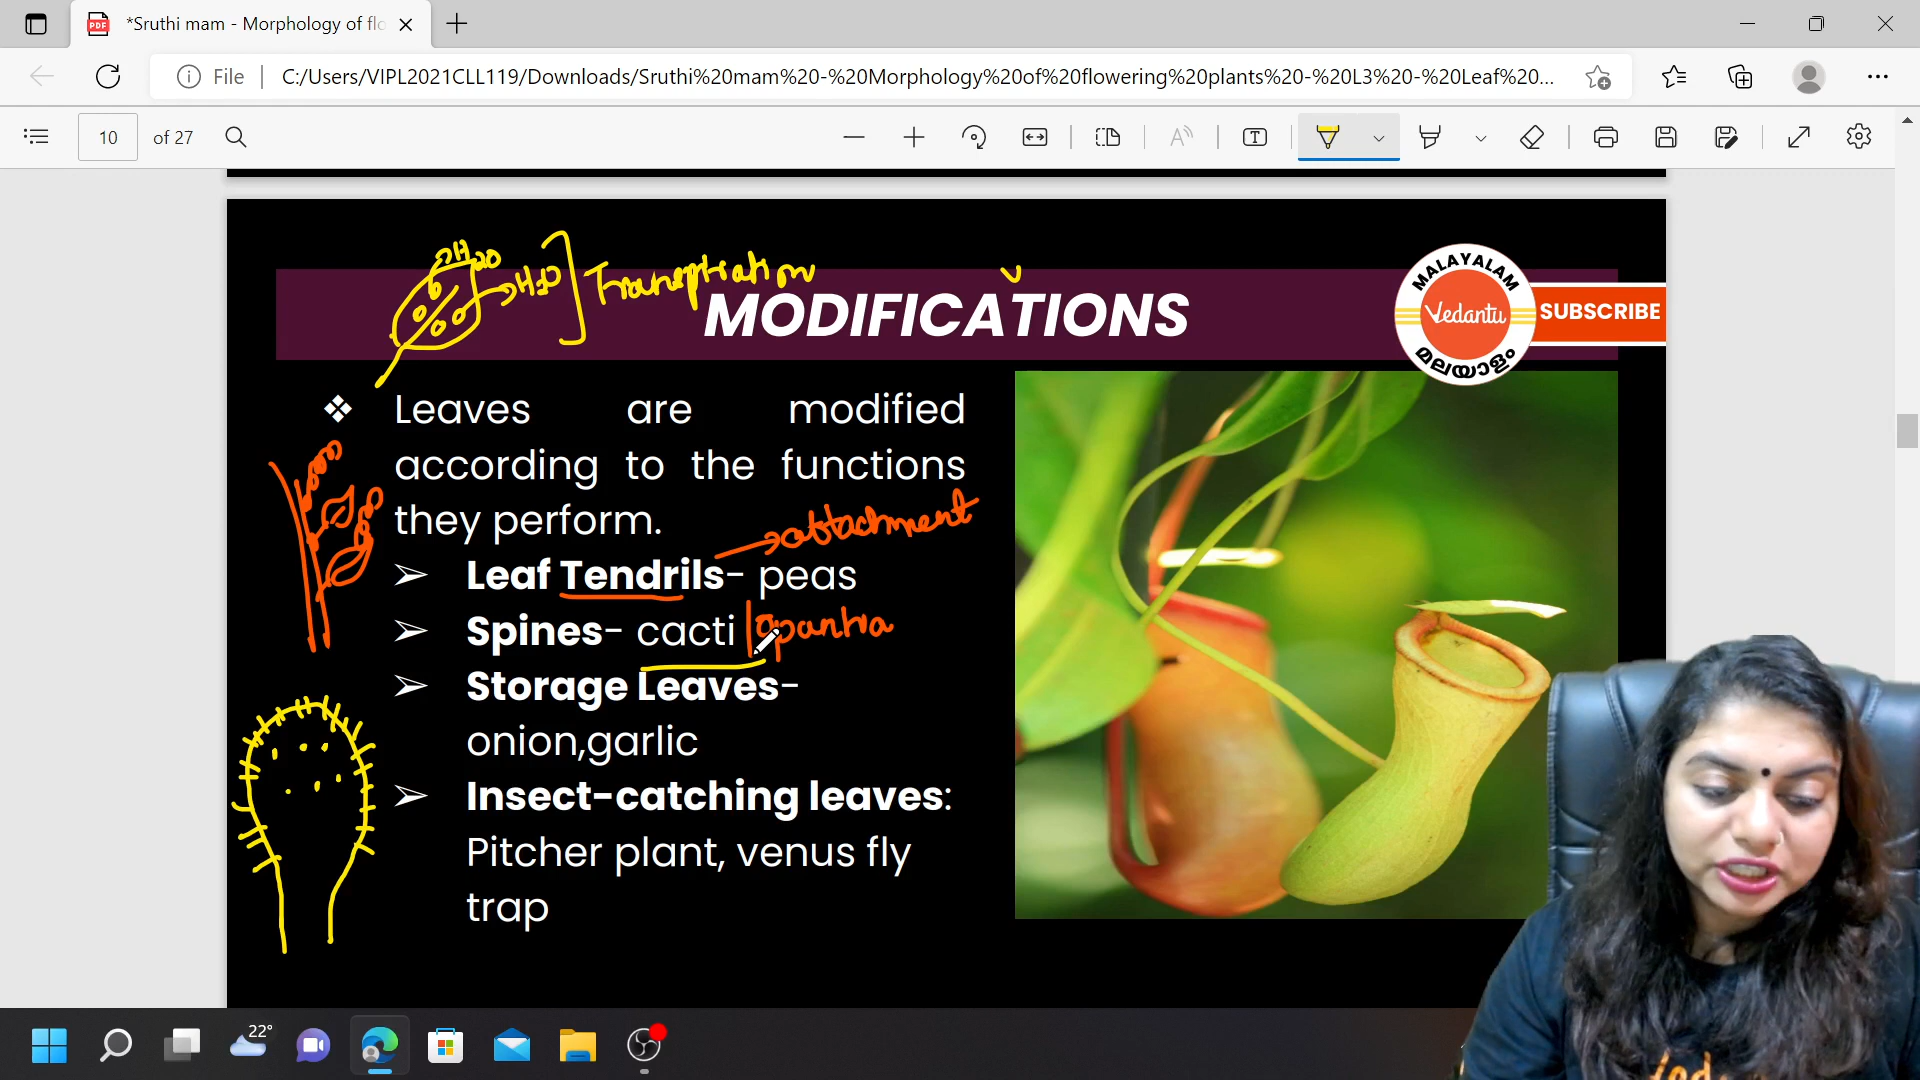 *Sruthi mam - Morphology of flo
File
C:/Users/VIPL2021CLL119/Downloads/Sruthi%20mam%20-%20Morphology%20of%20flowering%20plants%20-%20L3%20-%20Leaf%20...
10 of 27
H2O
H2O
Transpiration
MODIFICATIONS
MALAYALAM
Vedantu
മലയാളം
SUBSCRIBE
❖ Leaves are modified
according to the functions
they perform.
attachment
➢ Leaf Tendrils- peas
➢ Spines- cacti |opuntia
➢ Storage Leaves-
onion,garlic
➢ Insect-catching leaves:
Pitcher plant, venus fly
trap
22°